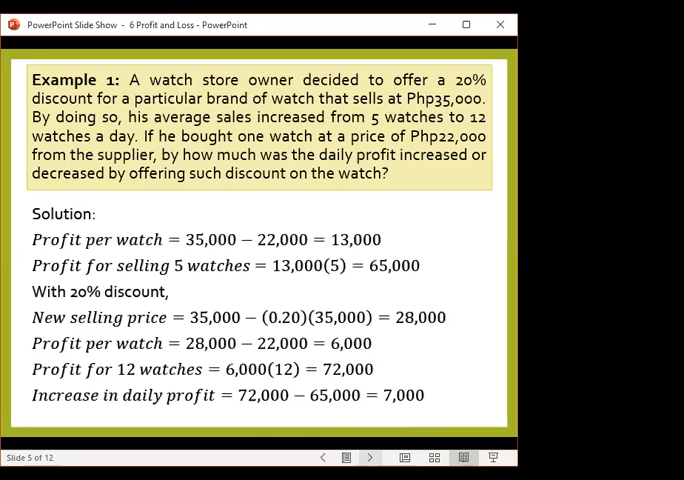 PowerPoint Slide Show - 6 Profit and Loss - PowerPoint
Example 1: A watch store owner decided to offer a 20%
discount for a particular brand of watch that sells at Php35,000.
By doing so, his average sales increased from 5 watches to 12
watches a day. If he bought one watch at a price of Php22,000
from the supplier, by how much was the daily profit increased or
decreased by offering such discount on the watch?
Solution:
Profit per watch = 35,000 − 22,000 = 13,000
Profit for selling 5 watches = 13,000(5) = 65,000
With 20% discount,
New selling price = 35,000 − (0.20)(35,000) = 28,000
Profit per watch = 28,000 − 22,000 = 6,000
Profit for 12 watches = 6,000(12) = 72,000
Increase in daily profit = 72,000 − 65,000 = 7,000
Slide 5 of 12